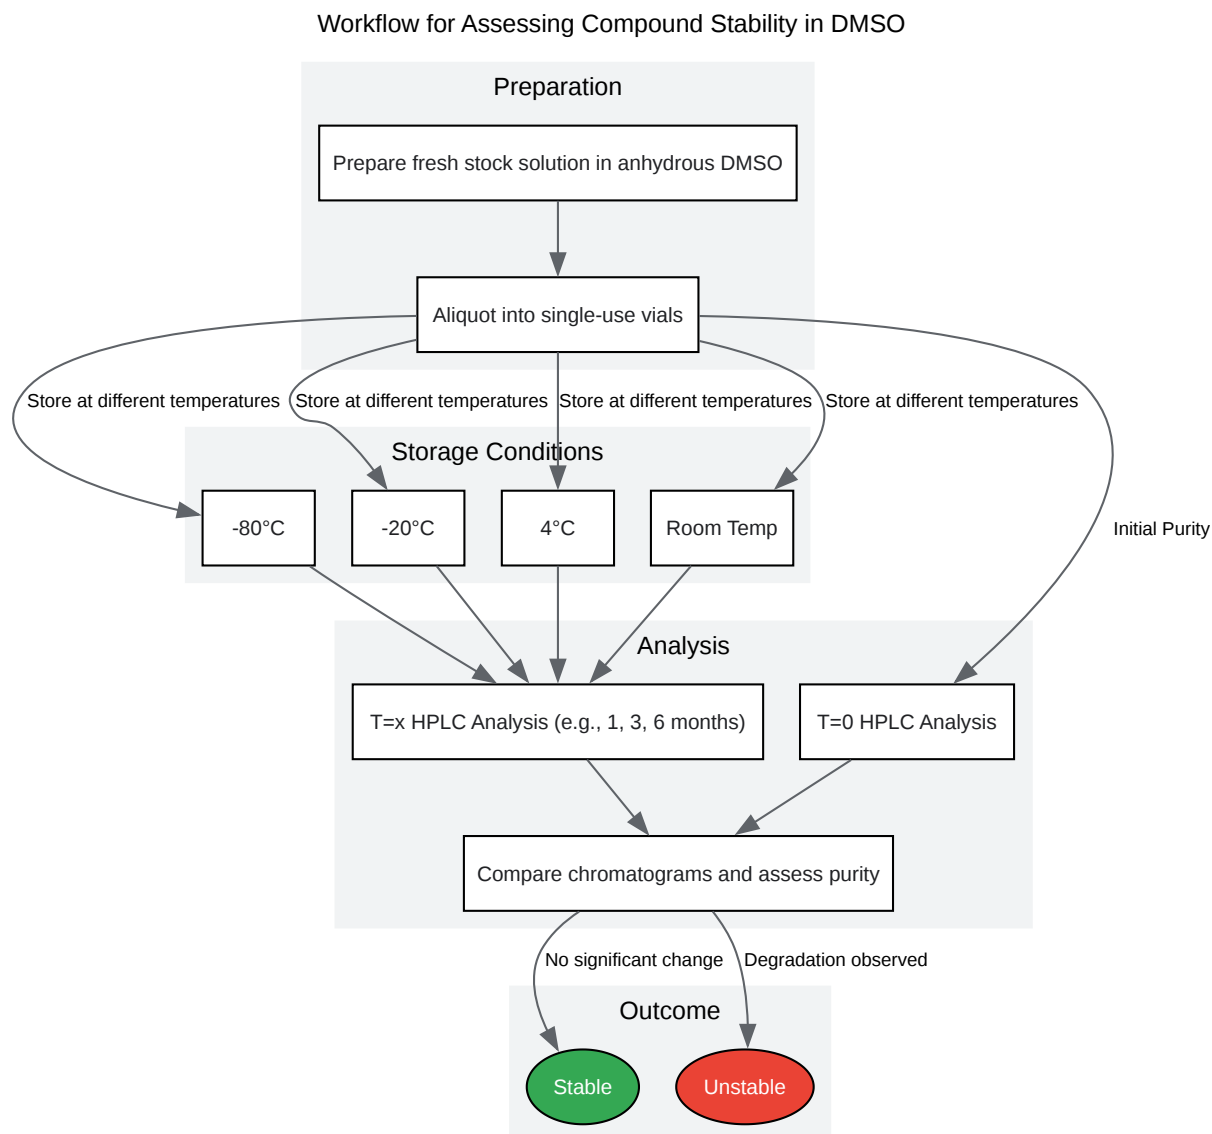 Workflow for Assessing Compound Stability in DMSO
Preparation
Prepare fresh stock solution in anhydrous DMSO
Aliquot into single-use vials
Store at different temperatures
Store at different temperatures
Store at different temperatures
Store at different temperatures
Storage Conditions
-80°C
-20°C
4°C
Room Temp
Initial Purity
Analysis
T=x HPLC Analysis (e.g., 1, 3, 6 months)
T=0 HPLC Analysis
Compare chromatograms and assess purity
No significant change
Degradation observed
Outcome
Stable
Unstable